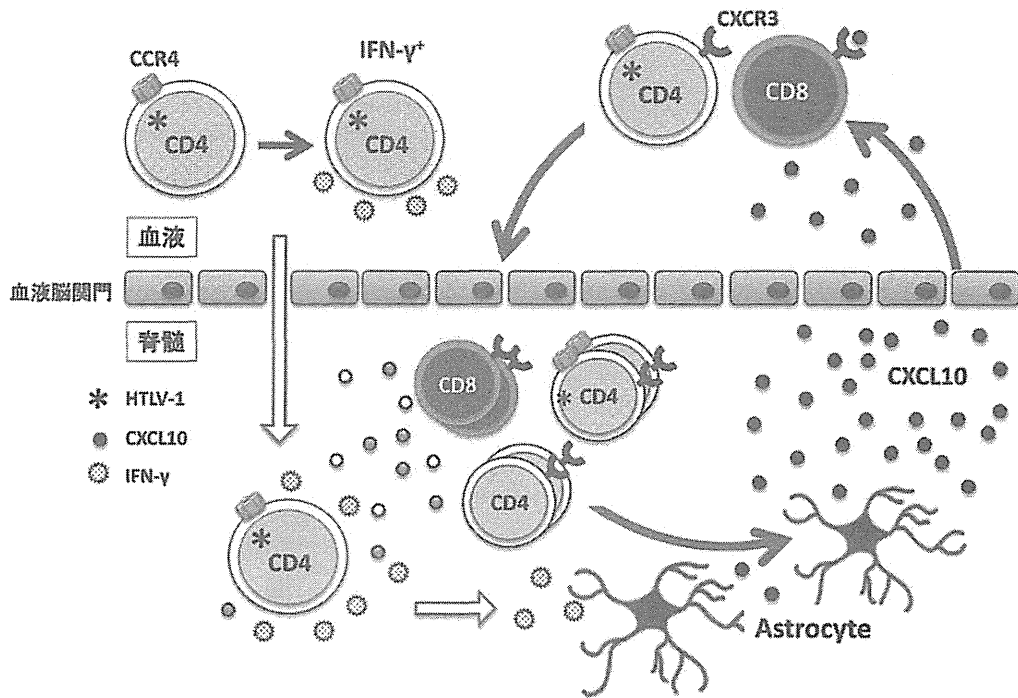 CCR4
IFN-γ+
CXCR3
CD4
CD4
CD4
CD8
血液
血液脳関門
脊髄
HTLV-1
CXCL10
IFN-γ
CD8
CD4
CD4
CXCL10
CD4
Astrocyte